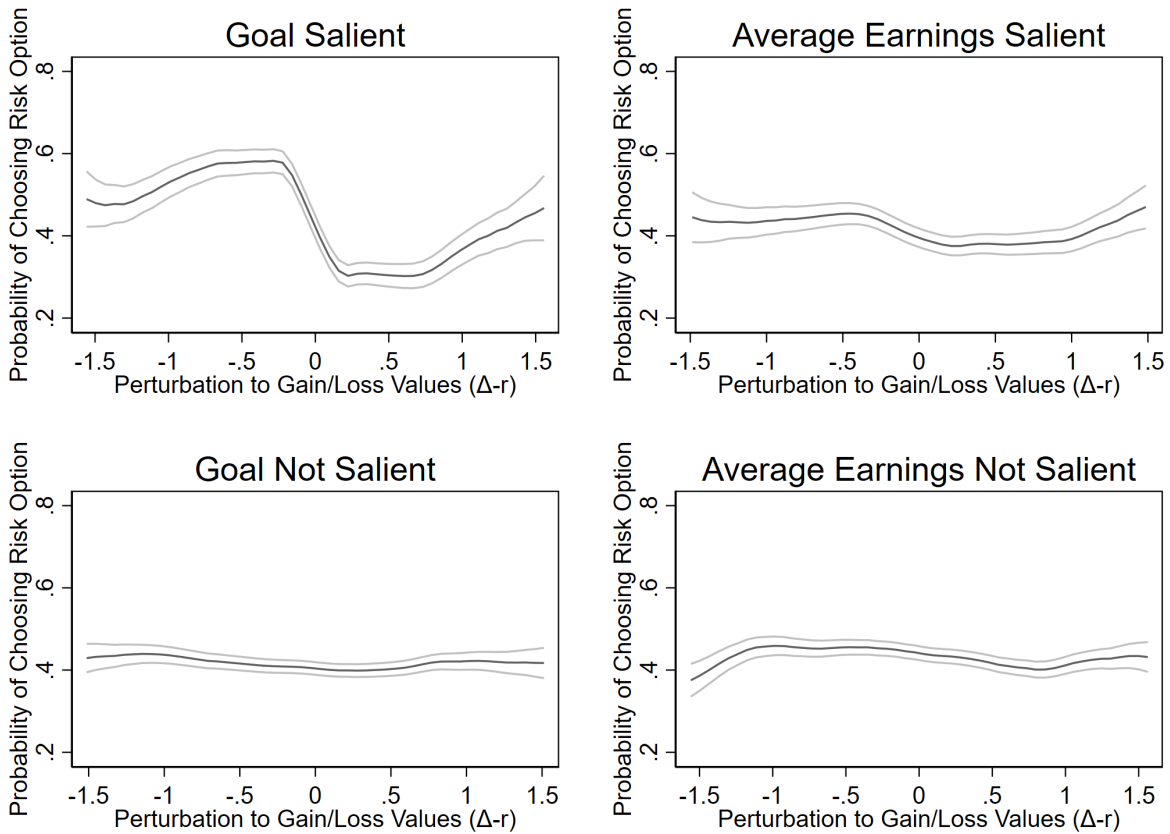 Goal Salient
Probability of Choosing Risk Option
.8
.6
.4
.2
-1.5 -1 -.5 0 .5 1 1.5
Perturbation to Gain/Loss Values (Δ-r)
Average Earnings Salient
Probability of Choosing Risk Option
.8
.6
.4
.2
-1.5 -1 -.5 0 .5 1 1.5
Perturbation to Gain/Loss Values (Δ-r)
Goal Not Salient
Probability of Choosing Risk Option
.8
.6
.4
.2
-1.5 -1 -.5 0 .5 1 1.5
Perturbation to Gain/Loss Values (Δ-r)
Average Earnings Not Salient
Probability of Choosing Risk Option
.8
.6
.4
.2
-1.5 -1 -.5 0 .5 1 1.5
Perturbation to Gain/Loss Values (Δ-r)